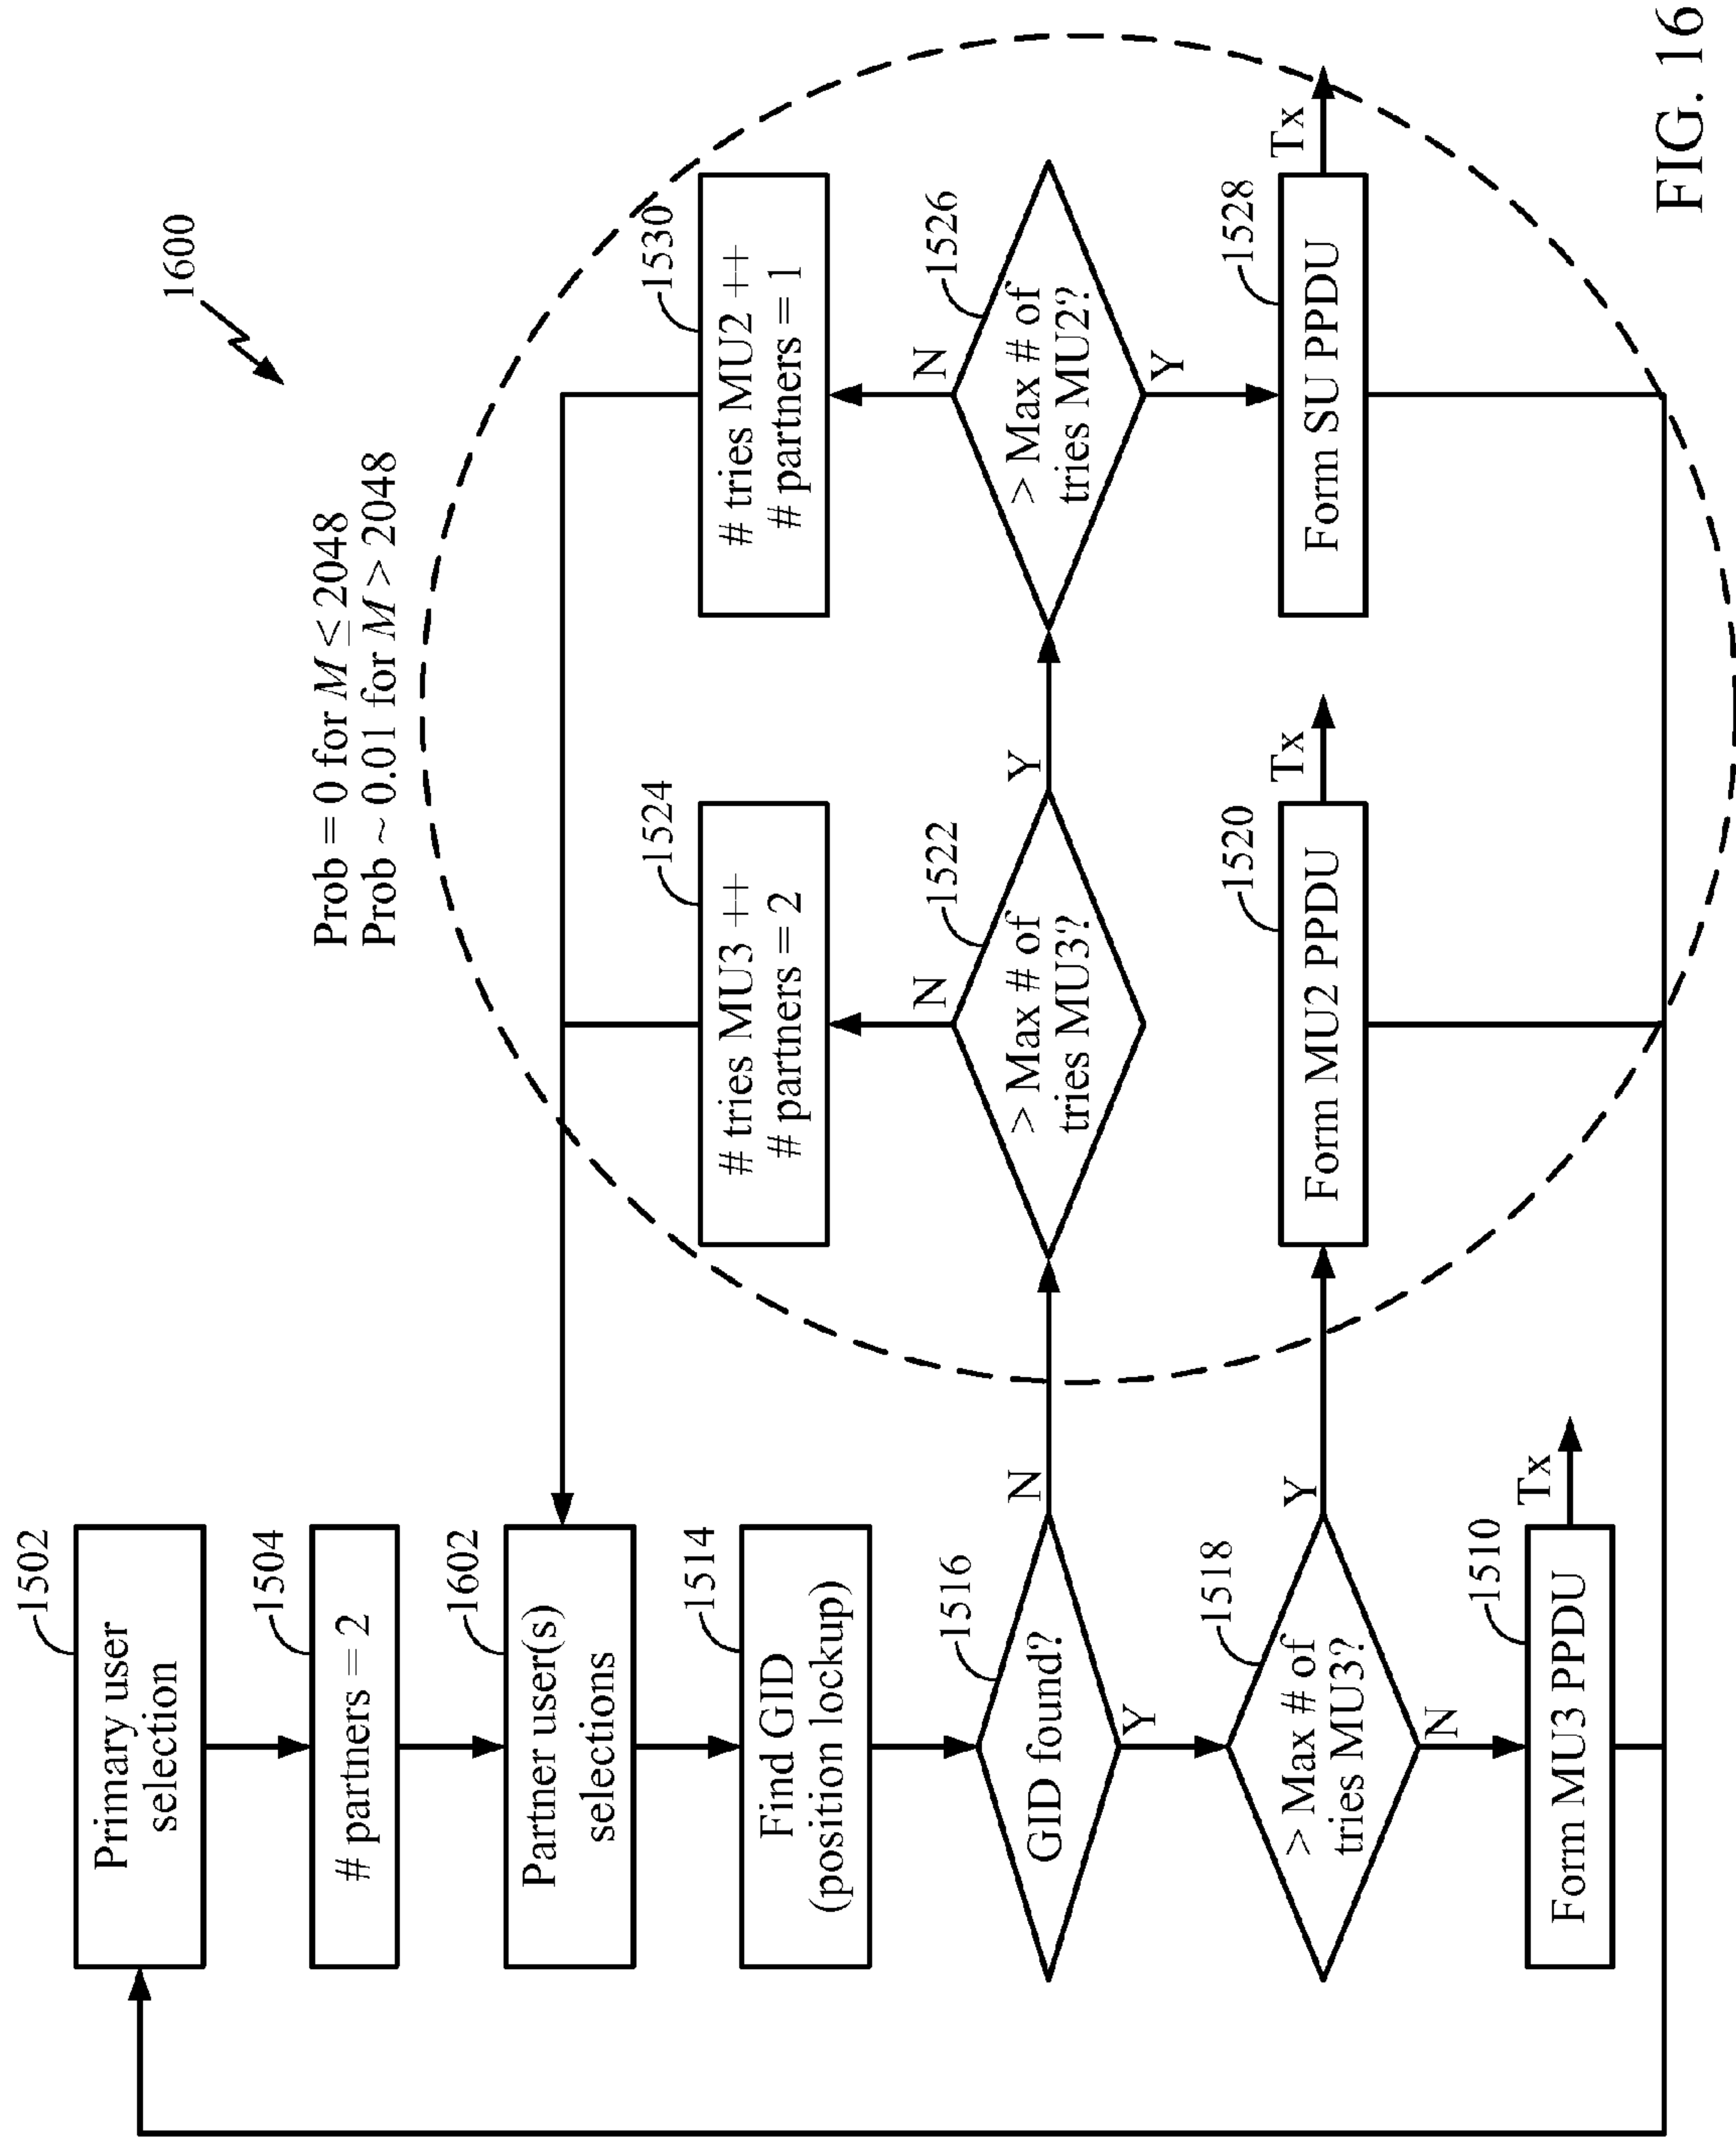 1600
Prob = 0 for M ≤ 2048
Prob ~ 0.01 for M > 2048
1502
Primary user
selection
1504
# partners = 2
1602
Partner user(s)
selections
1514
Find GID
(position lockup)
1516
GID found?
N
Y
1518
> Max # of
tries MU3?
Y
N
1510
Form MU3 PPDU
Tx
1524
# tries MU3 ++
# partners = 2
N
1522
> Max # of
tries MU3?
Y
1520
Form MU2 PPDU
Tx
1530
# tries MU2 ++
# partners = 1
N
1526
> Max # of
tries MU2?
Y
1528
Form SU PPDU
Tx
FIG. 16